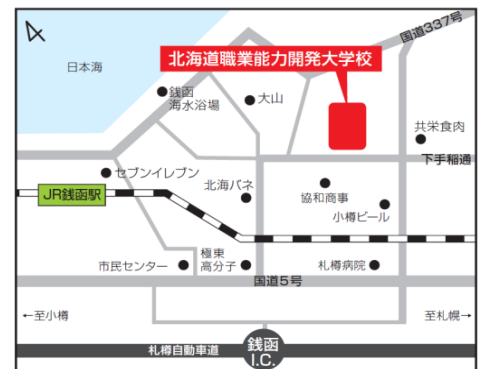 国道337号
日本海
北海道職業能力開発大学校
銭函
海水浴場
大山
共栄食肉
下手稲通
セブンイレブン
JR銭函駅
北海バネ
協和商事
小樽ビール
市民センター
極東
高分子
札樽病院
国道5号
←至小樽
至札幌→
札樽自動車道
銭函
I.C.